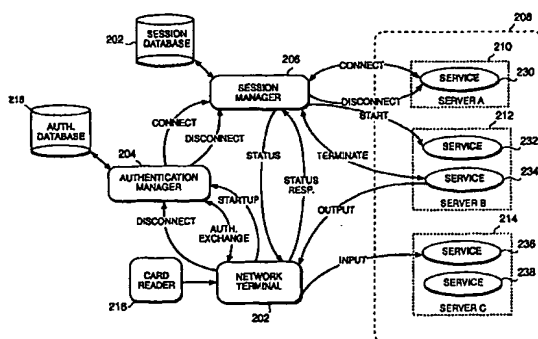 208
202
SESSION
DATABASE
206
SESSION
MANAGER
CONNECT
DISCONNECT
START
210
SERVICE
230
SERVER A
218
AUTH. DATABASE
CONNECT
DISCONNECT
212
SERVICE
232
204
AUTHENTICATION
MANAGER
STATUS
STATUS
RESP.
TERMINATE
SERVICE
234
SERVER B
DISCONNECT
STARTUP
AUTH.
EXCHANGE
OUTPUT
214
CARD
READER
216
NETWORK
TERMINAL
202
INPUT
SERVICE
236
SERVICE
238
SERVER C